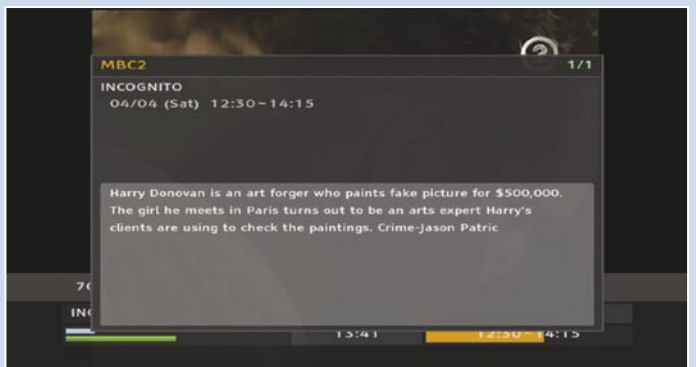 MBC2 1/1
INCOGNITO
04/04 (Sat) 12:30~14:15
Harry Donovan is an art forger who paints fake picture for $500,000.
The girl he meets in Paris turns out to be an arts expert Harry's
clients are using to check the paintings. Crime-Jason Patric
13:41 12:30~14:15